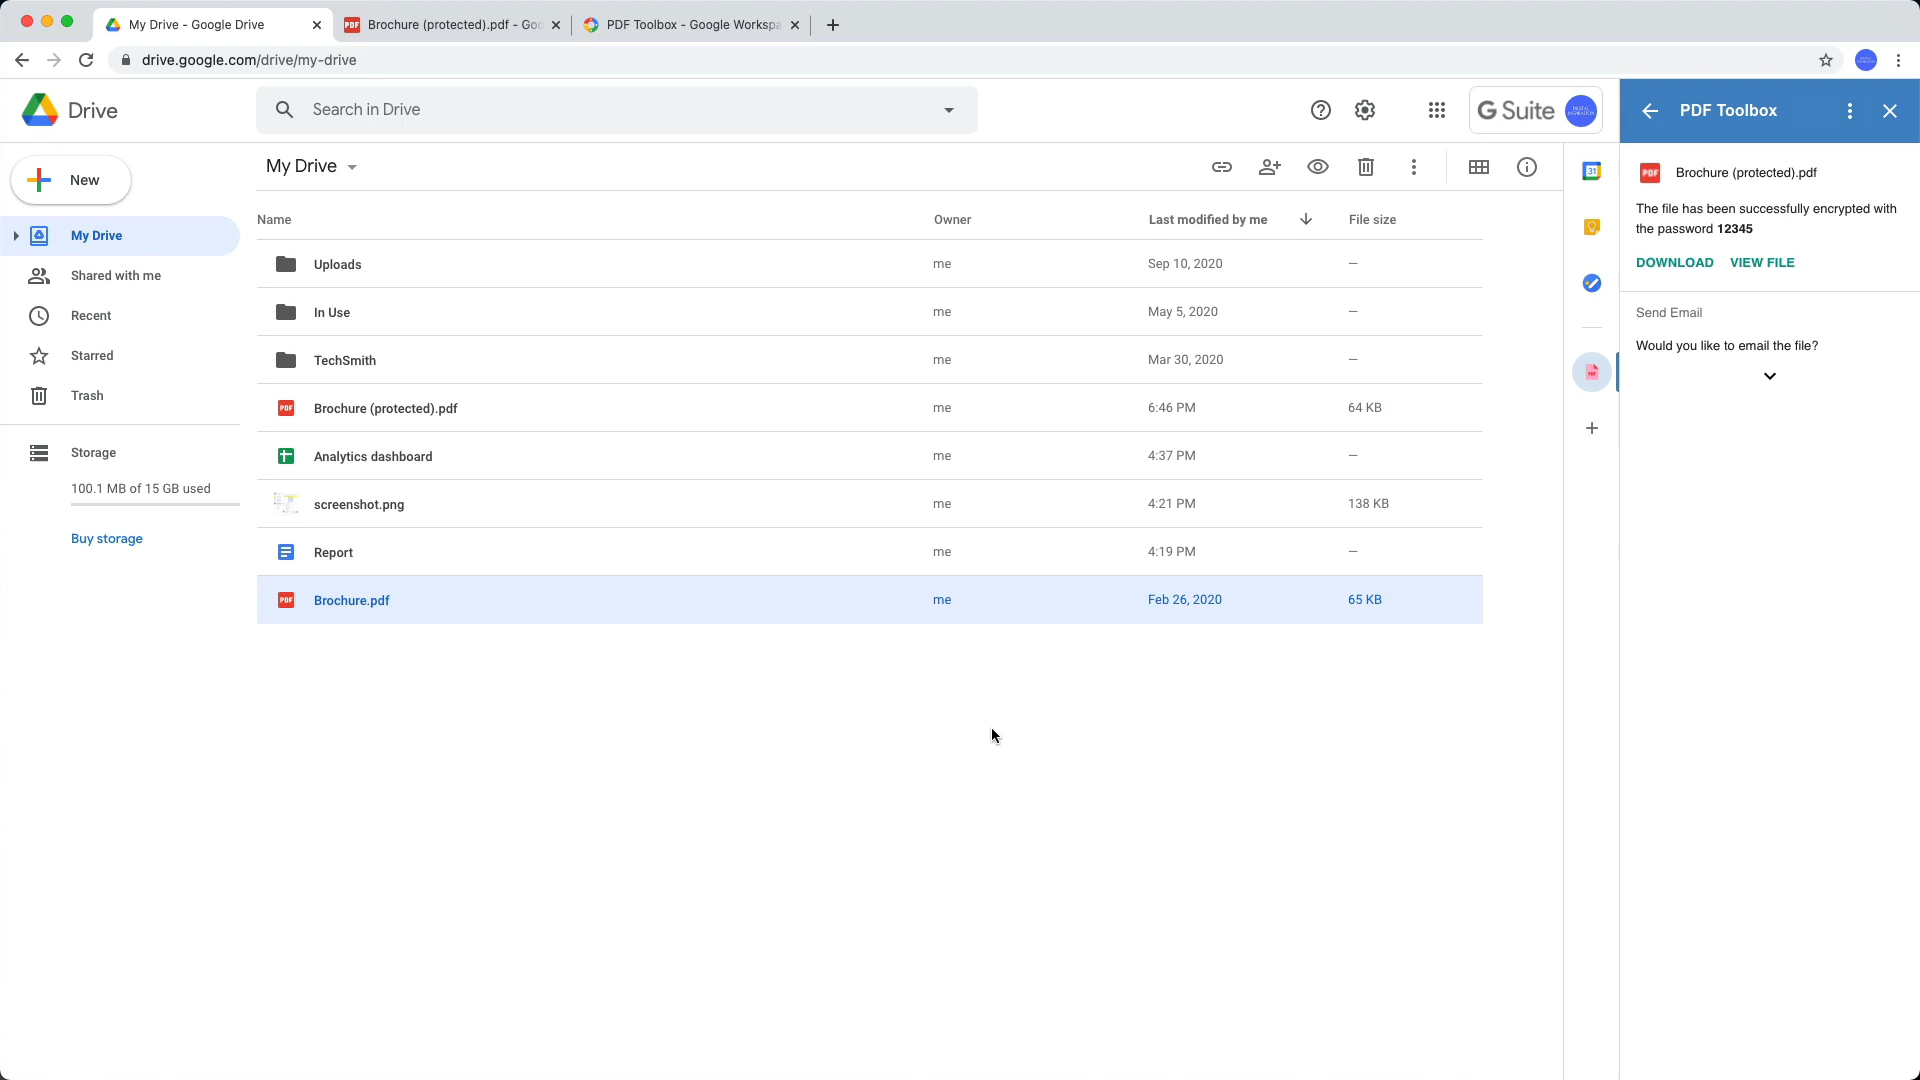 My Drive - Google Drive
Brochure (protected).pdf - Goo
PDF Toolbox - Google Workspa
drive.google.com/drive/my-drive
Drive
Search in Drive
G Suite
PDF Toolbox
New
My Drive
Brochure (protected).pdf
The file has been successfully encrypted with
the password 12345
DOWNLOAD VIEW FILE
Send Email
Would you like to email the file?
My Drive
Shared with me
Recent
Starred
Trash
Storage
100.1 MB of 15 GB used
Buy storage
Name Owner Last modified by me File size
Uploads me Sep 10, 2020 —
In Use me May 5, 2020 —
TechSmith me Mar 30, 2020 —
PDF Brochure (protected).pdf me 6:46 PM 64 KB
Analytics dashboard me 4:37 PM —
screenshot.png me 4:21 PM 138 KB
Report me 4:19 PM —
PDF Brochure.pdf me Feb 26, 2020 65 KB